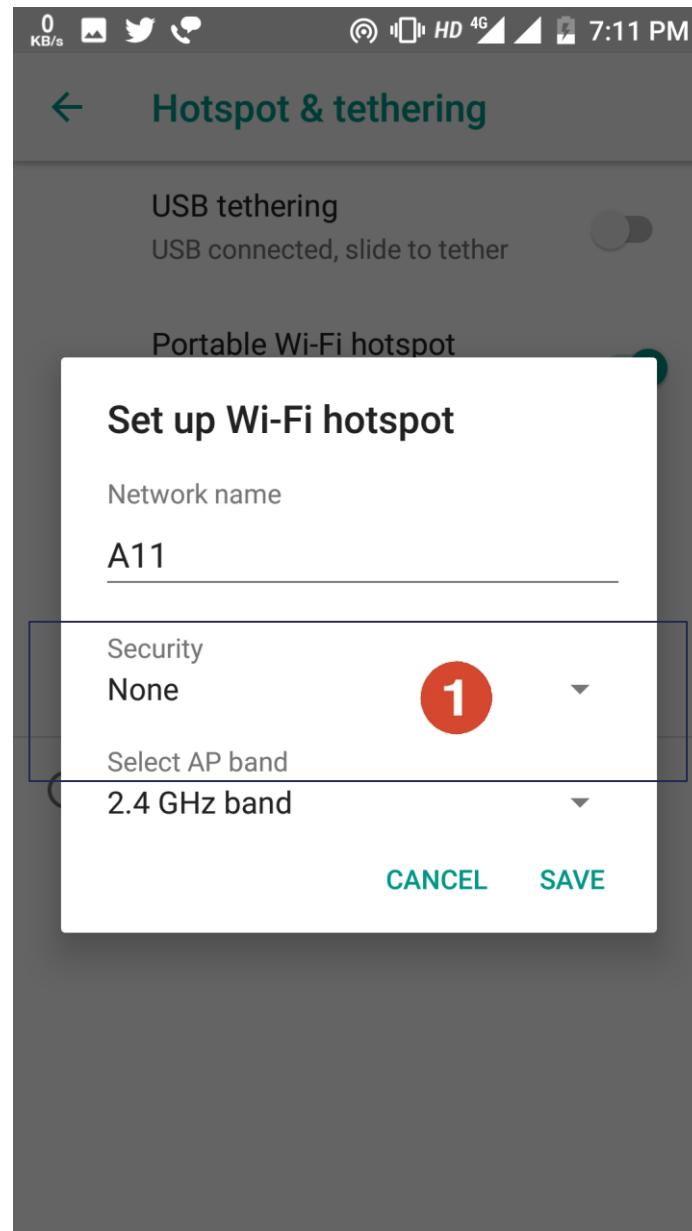 0 KB/s HD 4G 7:11 PM
Hotspot & tethering
USB tethering
USB connected, slide to tether
Portable Wi-Fi hotspot
Set up Wi-Fi hotspot
Network name
A11
Security
None
1
Select AP band
2.4 GHz band
CANCEL SAVE